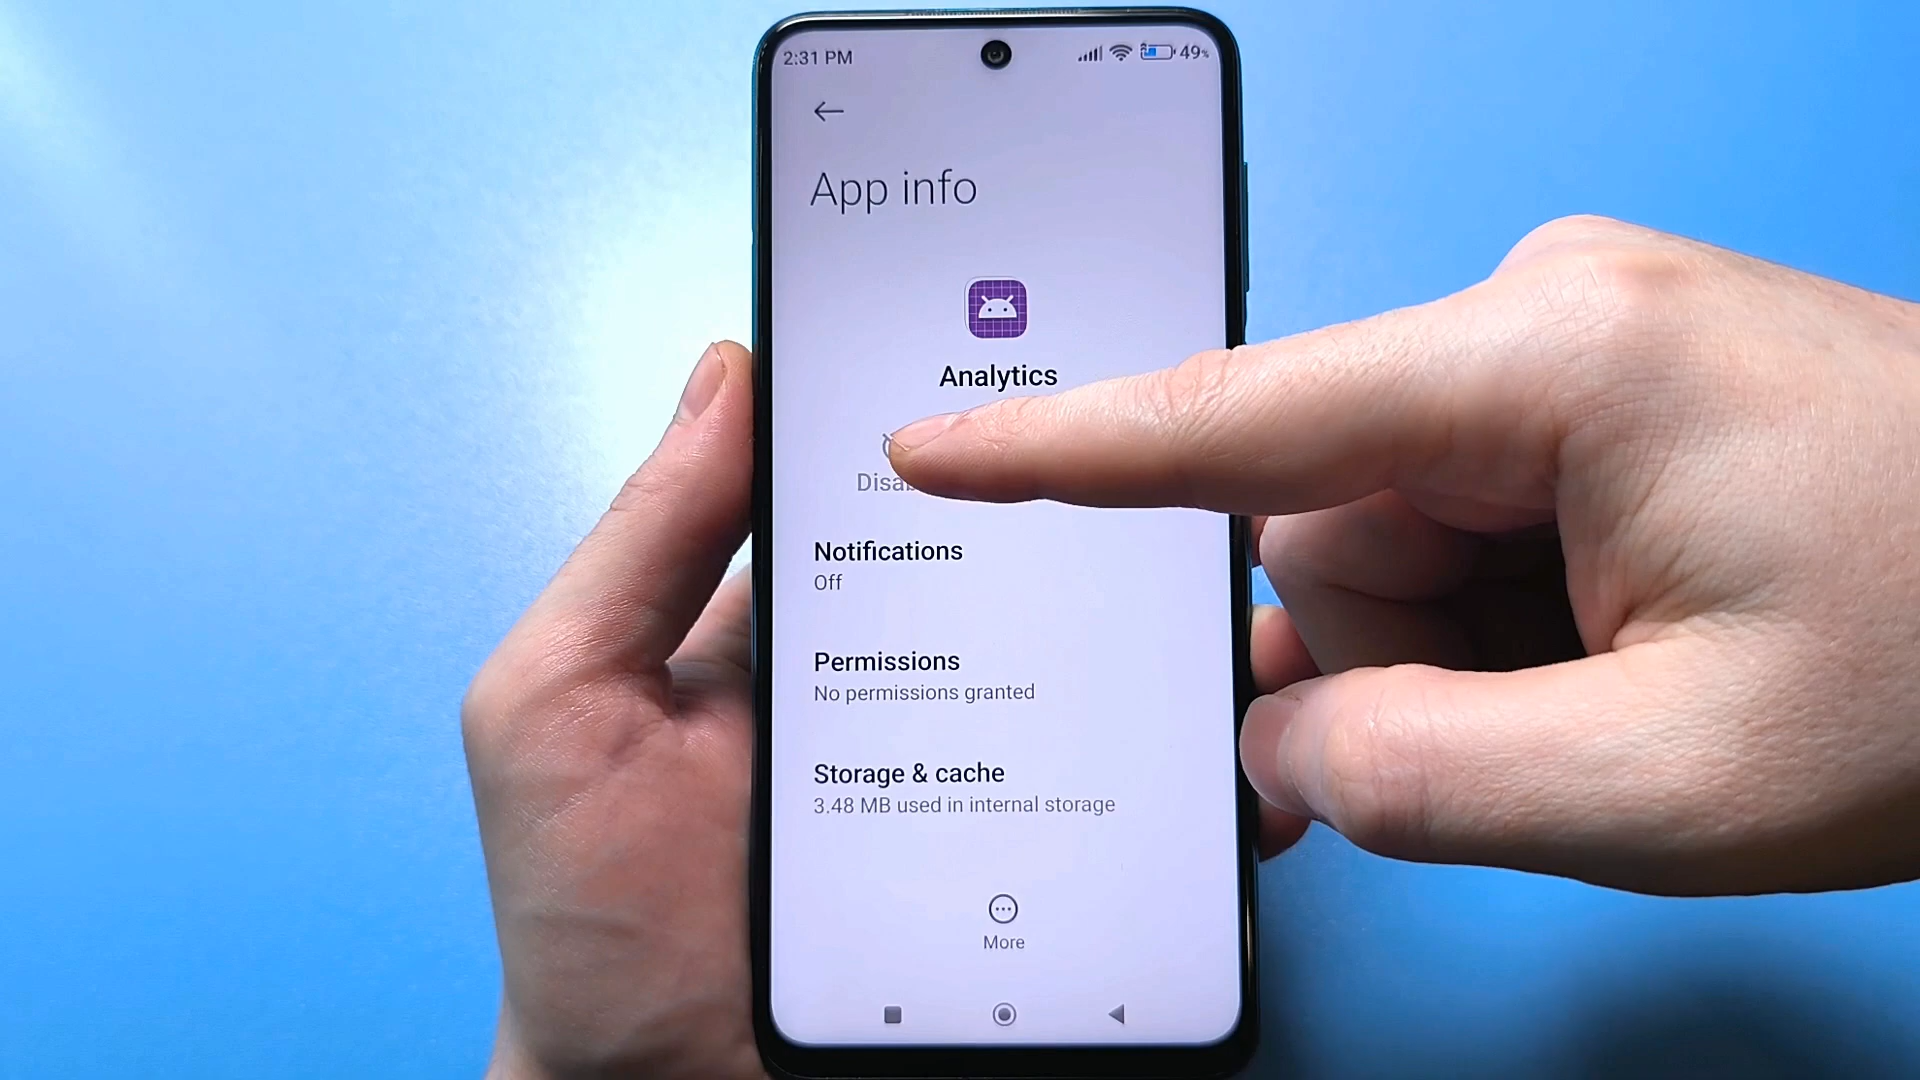 2:31 PM
49%
App info
Analytics
Notifications
Off
Permissions
No permissions granted
Storage & cache
3.48 MB used in internal storage
More